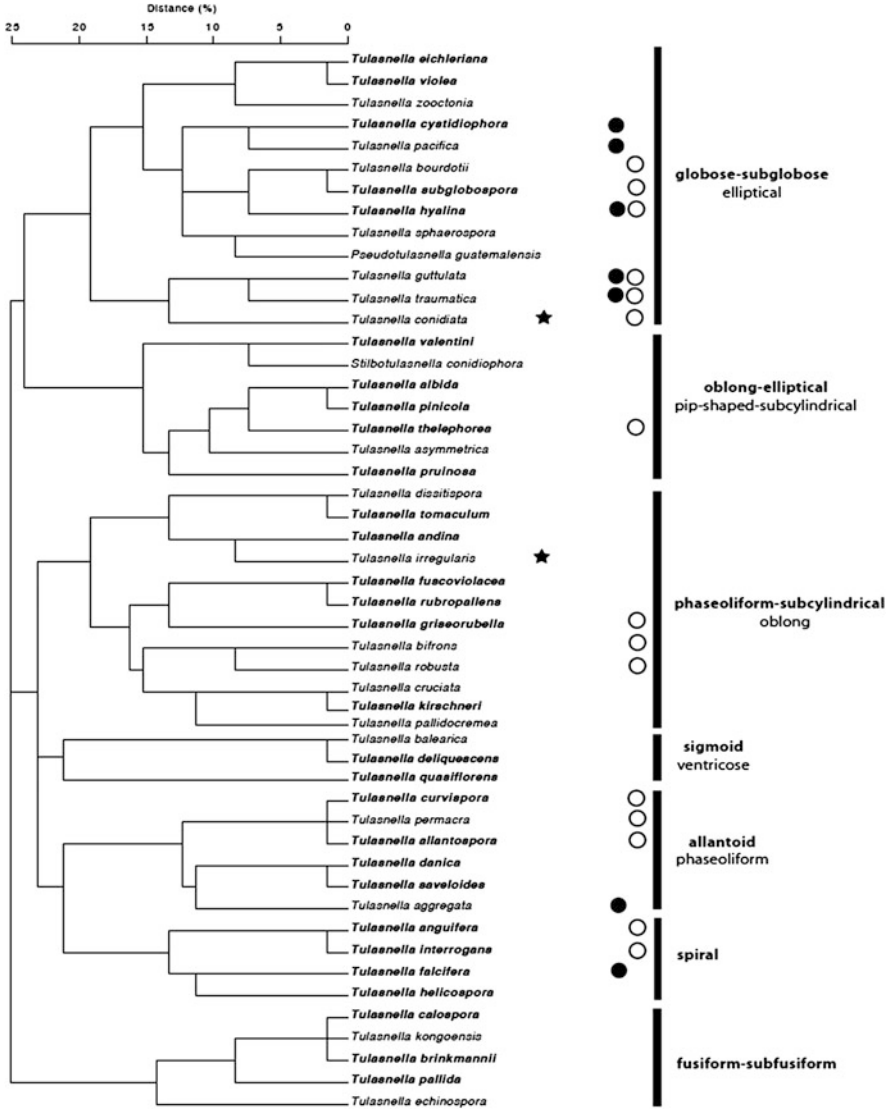 Distance (%)
25 20 15 10 5 0
Tulasnella eichleriana
Tulasnella violea
Tulasnella zooctonia
Tulasnella cystidiophora
Tulasnella pacifica
Tulasnella bourdotii
Tulasnella subglobospora
Tulasnella hyalina
Tulasnella sphaerospora
Pseudotulasnella guatemalensis
Tulasnella guttulata
Tulasnella traumatica
Tulasnella conidiata
globose-subglobose
elliptical
Tulasnella valentini
Stilbotulasnella conidiophora
Tulasnella albida
Tulasnella pinicola
Tulasnella thelephorea
Tulasnella asymmetrica
Tulasnella pruinosa
oblong-elliptical
pip-shaped-subcylindrical
Tulasnella dissitispora
Tulasnella tomaculum
Tulasnella andina
Tulasnella irregularis
Tulasnella fuscoviolacea
Tulasnella rubropallens
Tulasnella griseorubella
Tulasnella bifrons
Tulasnella robusta
Tulasnella cruciata
Tulasnella kirschneri
Tulasnella pallidocremea
phaseoliform-subcylindrical
oblong
Tulasnella balearica
Tulasnella deliquescens
Tulasnella quasiflorens
sigmoid
ventricose
Tulasnella curvispora
Tulasnella permacra
Tulasnella allantospora
Tulasnella danica
Tulasnella saveloides
Tulasnella aggregata
allantoid
phaseoliform
Tulasnella anguifera
Tulasnella interrogans
Tulasnella falcifera
Tulasnella helicospora
spiral
Tulasnella calospora
Tulasnella kongoensis
Tulasnella brinkmannii
Tulasnella pallida
Tulasnella echinospora
fusiform-subfusiform